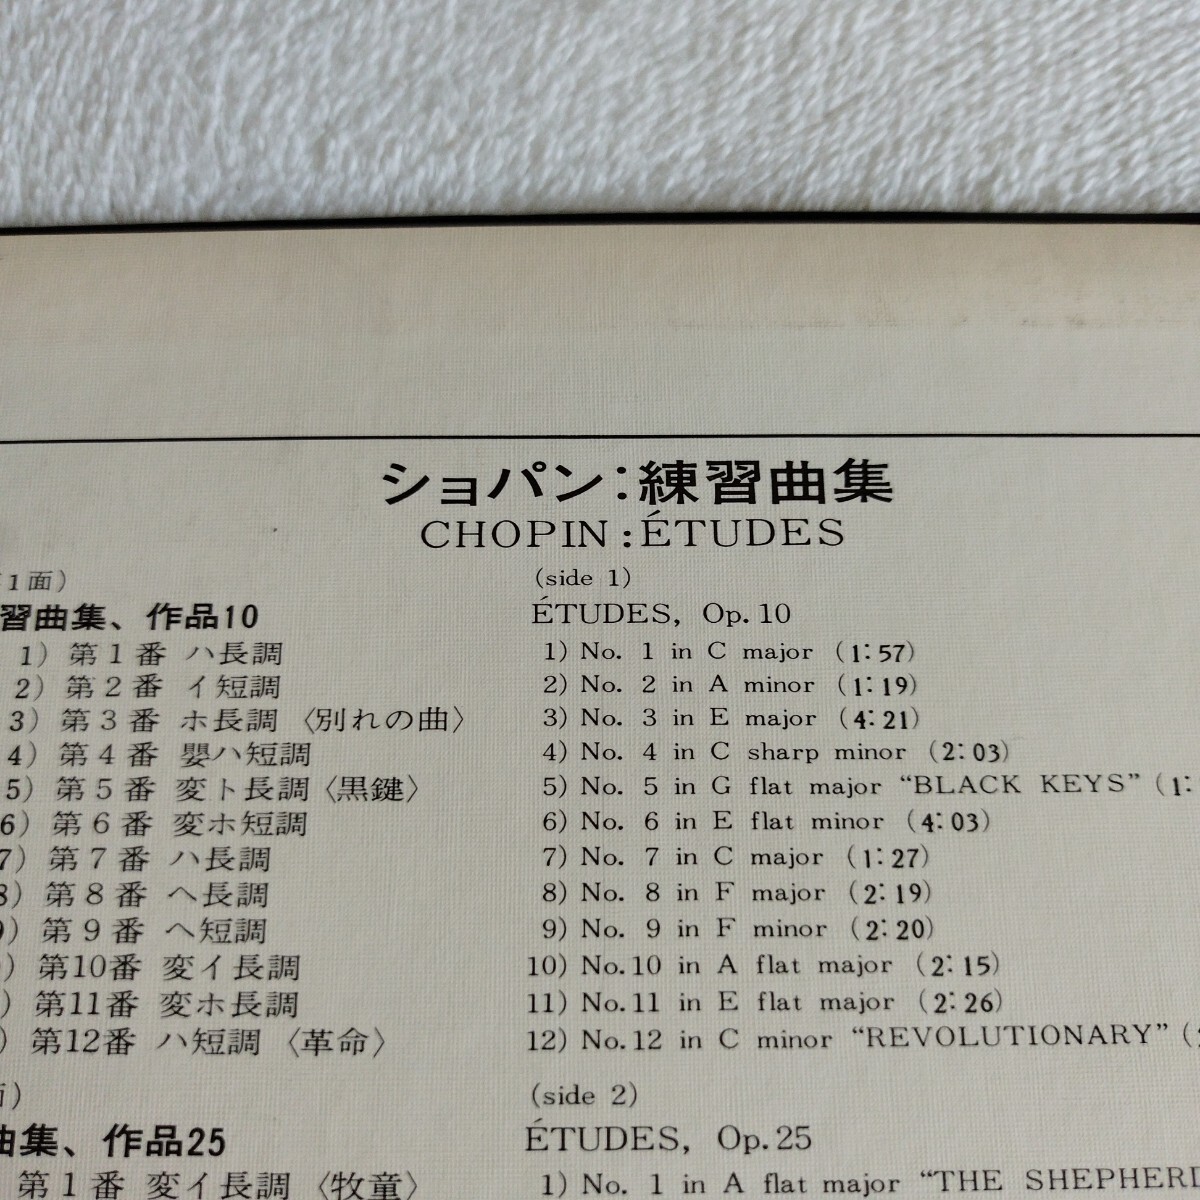 ショパン:練習曲集
CHOPIN:ÉTUDES
1面)
習曲集、作品10
1) 第1番 ハ長調
2) 第2番 イ短調
3) 第3番 ホ長調〈別れの曲〉
4) 第4番 嬰ハ短調
5) 第5番 変ト長調〈黒鍵〉
6) 第6番 変ホ短調
7) 第7番 ハ長調
8) 第8番 ヘ長調
9) 第9番 ヘ短調
) 第10番 変イ長調
) 第11番 変ホ長調
) 第12番 ハ短調〈革命〉
面)
曲集、作品25
第1番 変イ長調〈牧童〉
(side 1)
ÉTUDES, Op.10
1) No. 1 in C major (1:57)
2) No. 2 in A minor (1:19)
3) No. 3 in E major (4:21)
4) No. 4 in C sharp minor (2:03)
5) No. 5 in G flat major “BLACK KEYS” (1:
6) No. 6 in E flat minor (4:03)
7) No. 7 in C major (1:27)
8) No. 8 in F major (2:19)
9) No. 9 in F minor (2:20)
10) No.10 in A flat major (2:15)
11) No.11 in E flat major (2:26)
12) No.12 in C minor “REVOLUTIONARY” (
(side 2)
ÉTUDES, Op.25
1) No. 1 in A flat major “THE SHEPHERD